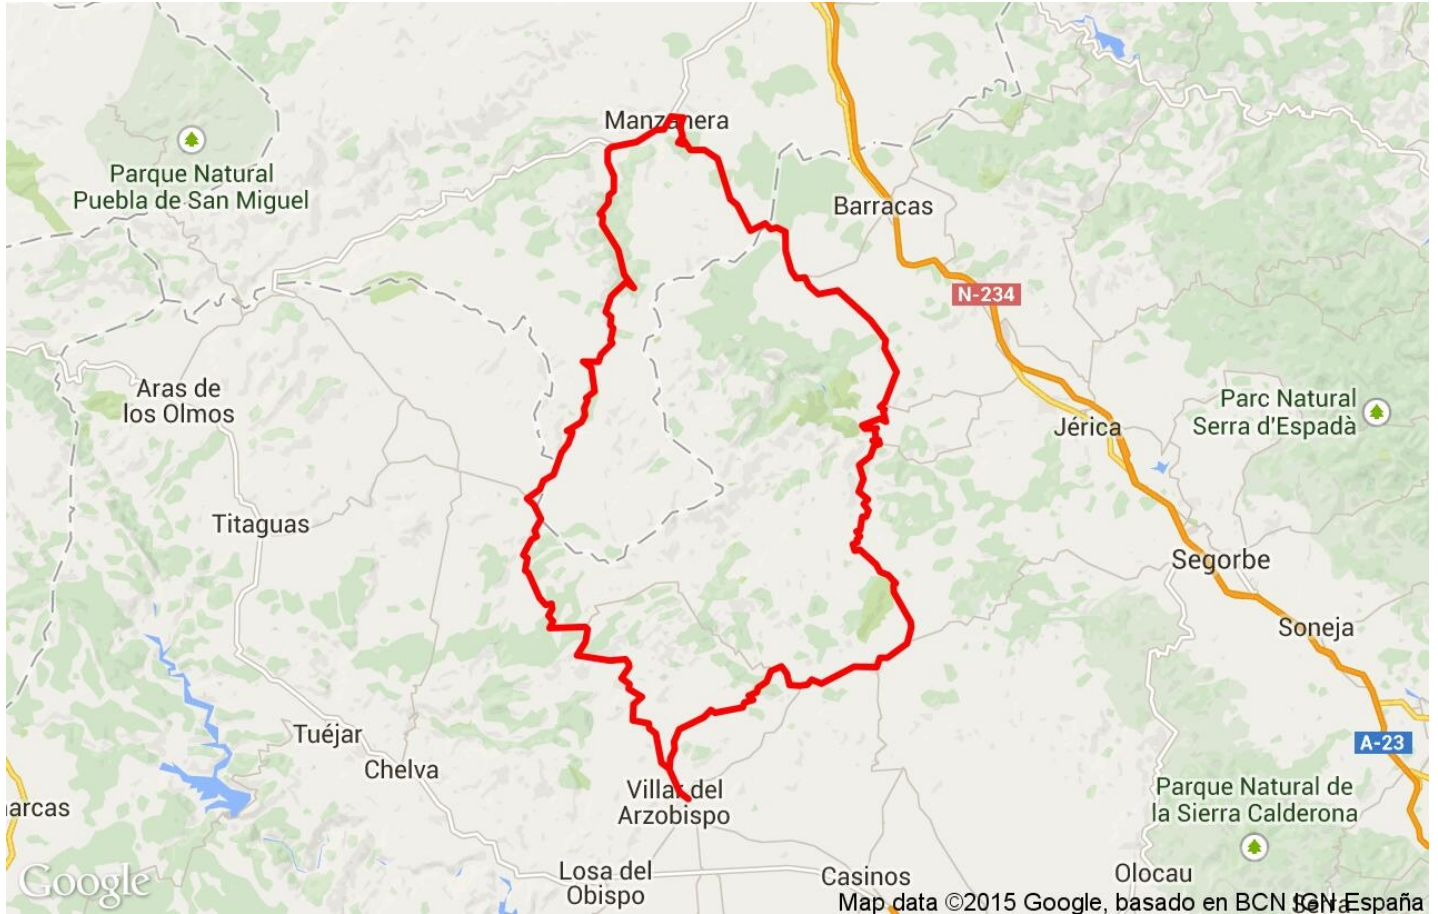 Manzanera
Parque Natural
Puebla de San Miguel
Barracas
N-234
Aras de
los Olmos
Parc Natural
Serra d'Espadà
Jérica
Titaguas
Segorbe
Soneja
Tuéjar
Chelva
A-23
Villar del
Arzobispo
Parque Natural de
la Sierra Calderona
arcas
Losa del
Obispo
Casinos
Olocau
Google
Map data ©2015 Google, basado en BCN IGN España